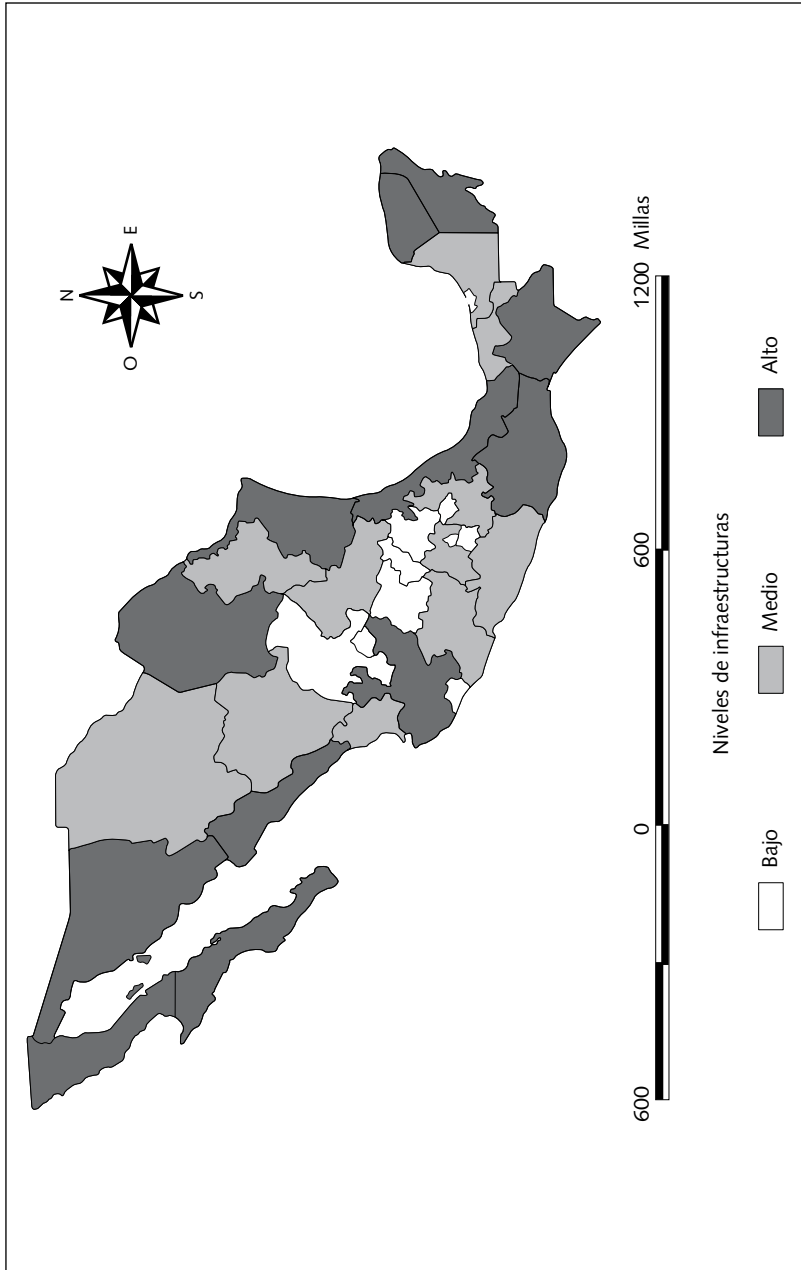 N
O
E
S
600
0
600
1200 Millas
Niveles de infraestructuras
Bajo
Medio
Alto